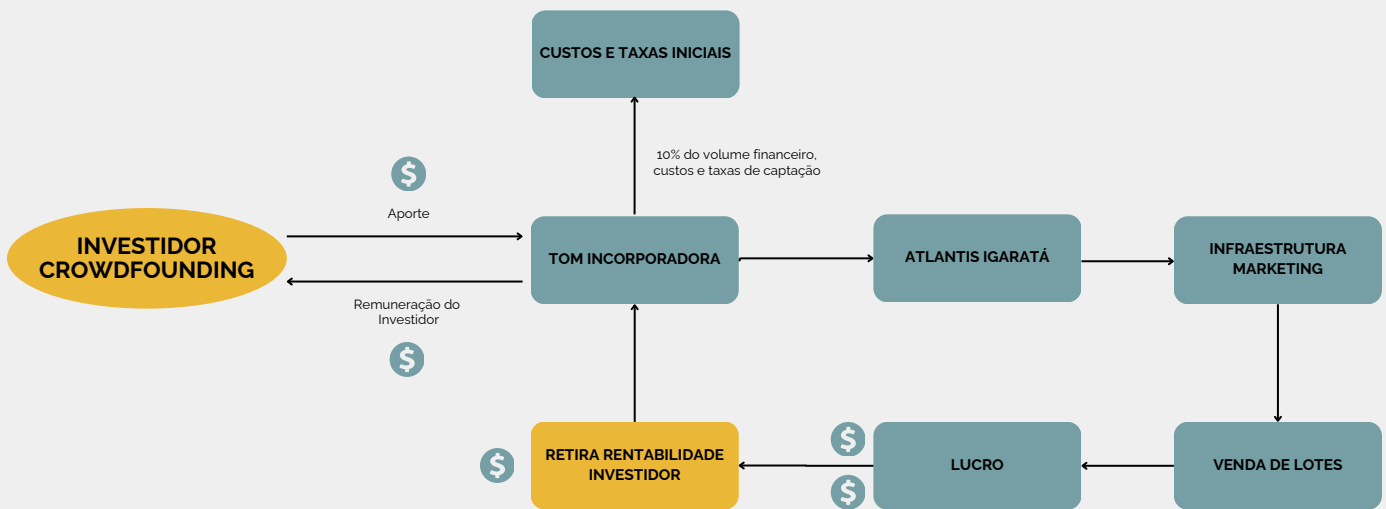 CUSTOS E TAXAS INICIAIS
10% do volume financeiro,
custos e taxas de captação
$
Aporte
INVESTIDOR
CROWDFOUNDING
TOM INCORPORADORA
ATLANTIS IGARATÁ
INFRAESTRUTURA
MARKETING
Remuneração do
Investidor
$
RETIRA RENTABILIDADE
INVESTIDOR
$
$
$
LUCRO
VENDA DE LOTES